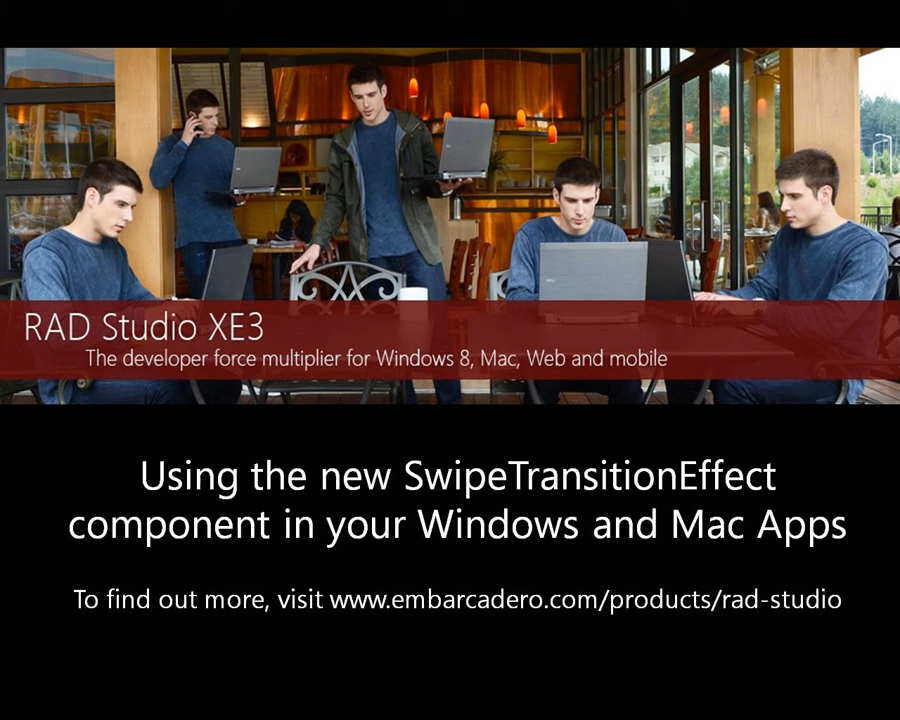 RAD Studio XE3
The developer force multiplier for Windows 8, Mac, Web and mobile
Using the new SwipeTransitionEffect
component in your Windows and Mac Apps
To find out more, visit www.embarcadero.com/products/rad-studio